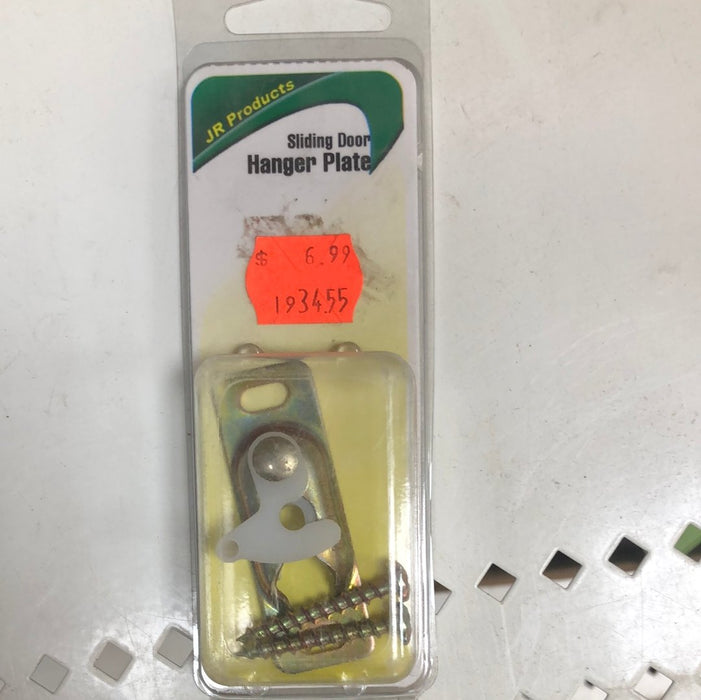 JR Products
Sliding Door
Hanger Plate
$ 6.99
193455